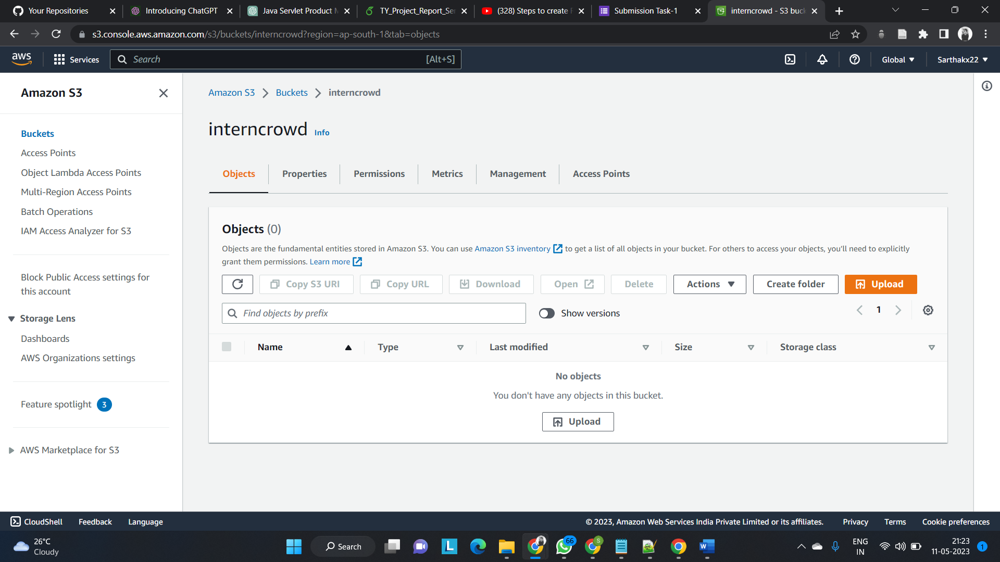 Your Repositories
Introducing ChatGPT
Java Servlet Product
TY_Project_Report_Se
(328) Steps to create
Submission Task-1
interncrowd - S3 buck
s3.console.aws.amazon.com/s3/buckets/interncrowd?region=ap-south-1&tab=objects
aws
Services
Search
[Alt+S]
Global
Sarthakx22
Amazon S3
Buckets
Access Points
Object Lambda Access Points
Multi-Region Access Points
Batch Operations
IAM Access Analyzer for S3
Block Public Access settings for
this account
Storage Lens
Dashboards
AWS Organizations settings
Feature spotlight 3
AWS Marketplace for S3
Amazon S3 > Buckets > interncrowd
interncrowd Info
Objects Properties Permissions Metrics Management Access Points
Objects (0)
Objects are the fundamental entities stored in Amazon S3. You can use Amazon S3 inventory to get a list of all objects in your bucket. For others to access your objects, you’ll need to explicitly
grant them permissions. Learn more
Copy S3 URI Copy URL Download Open Delete Actions Create folder Upload
Find objects by prefix Show versions 1
Name Type Last modified Size Storage class
No objects
You don't have any objects in this bucket.
Upload
CloudShell Feedback Language © 2023, Amazon Web Services India Private Limited or its affiliates. Privacy Terms Cookie preferences
26°C
Cloudy
Search
L
66
S
W
ENG
IN
21:23
11-05-2023
1